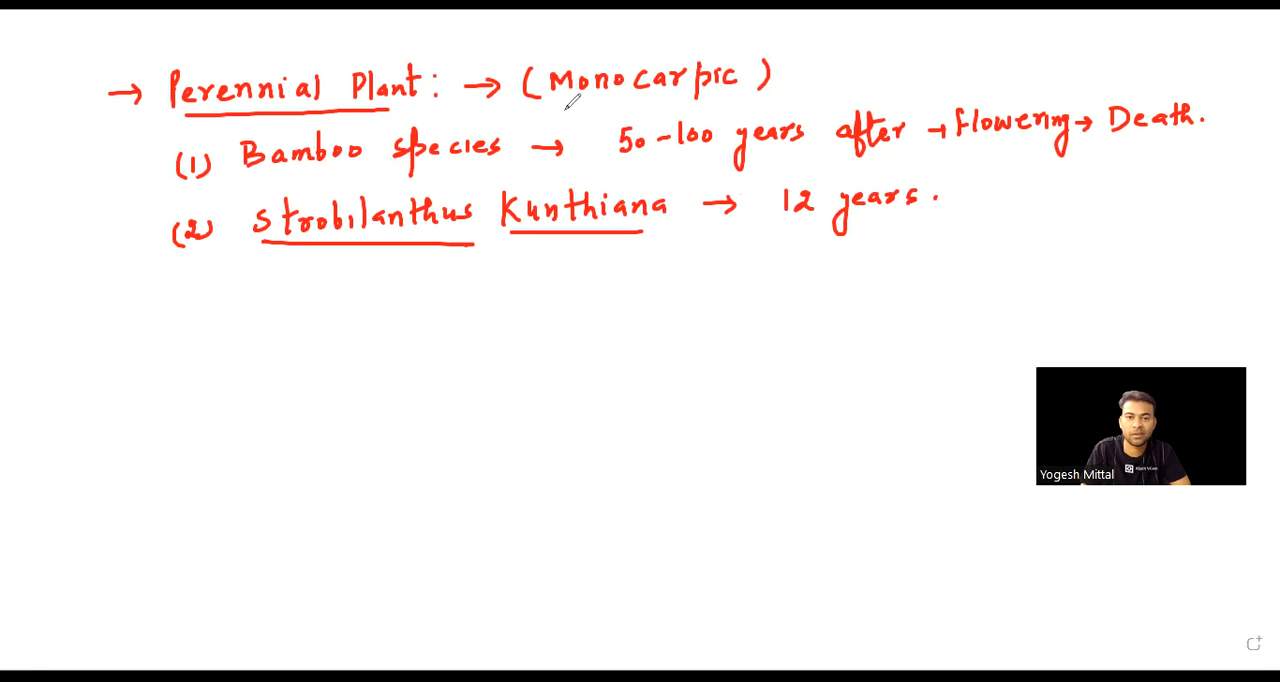 → Perennial Plant: → (Monocarpic)
(1) Bamboo species → 50-100 years after → flowering → Death.
(2) Strobilanthus Kunthiana → 12 years.
Yogesh Mittal